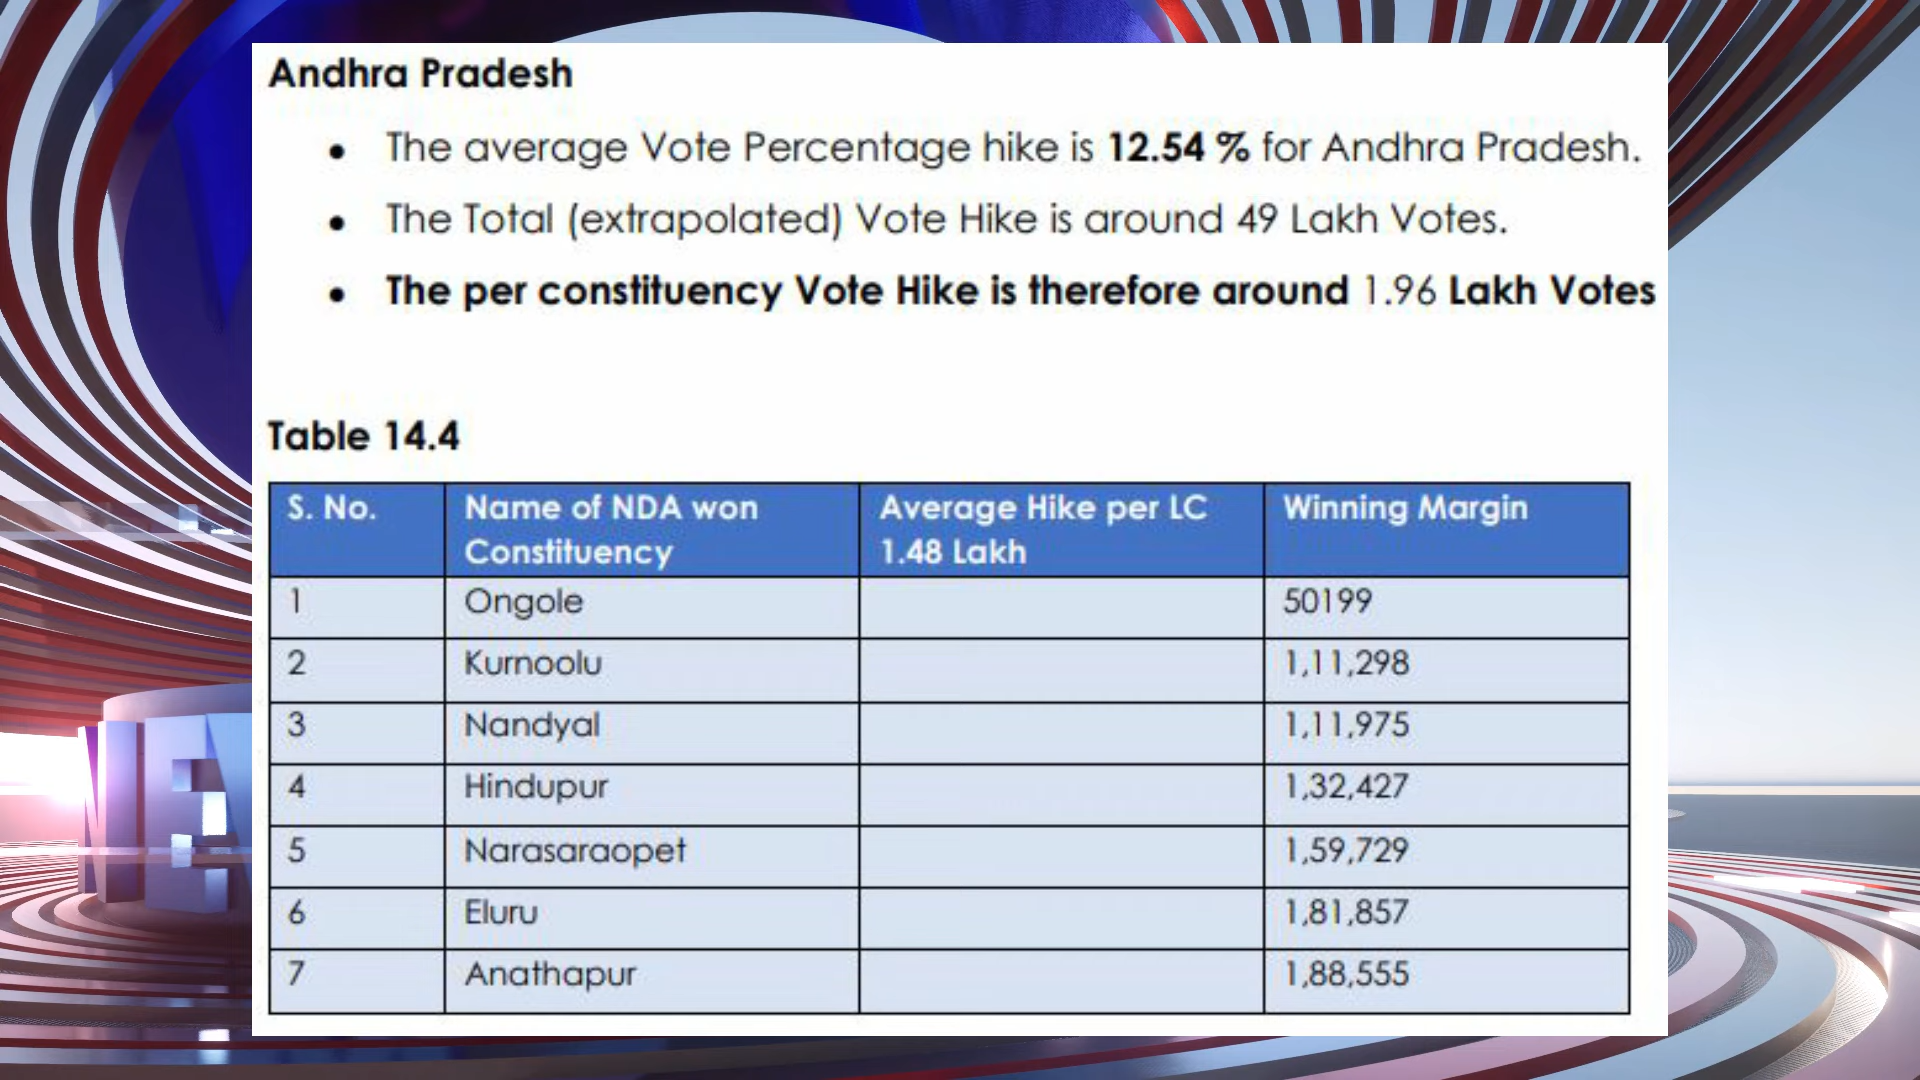 Andhra Pradesh
• The average Vote Percentage hike is 12.54 % for Andhra Pradesh.
• The Total (extrapolated) Vote Hike is around 49 Lakh Votes.
• The per constituency Vote Hike is therefore around 1.96 Lakh Votes
Table 14.4
S. No. Name of NDA won Constituency Average Hike per LC 1.48 Lakh Winning Margin
1 Ongole 50199
2 Kurnoolu 1,11,298
3 Nandyal 1,11,975
4 Hindupur 1,32,427
5 Narasaraopet 1,59,729
6 Eluru 1,81,857
7 Anathapur 1,88,555